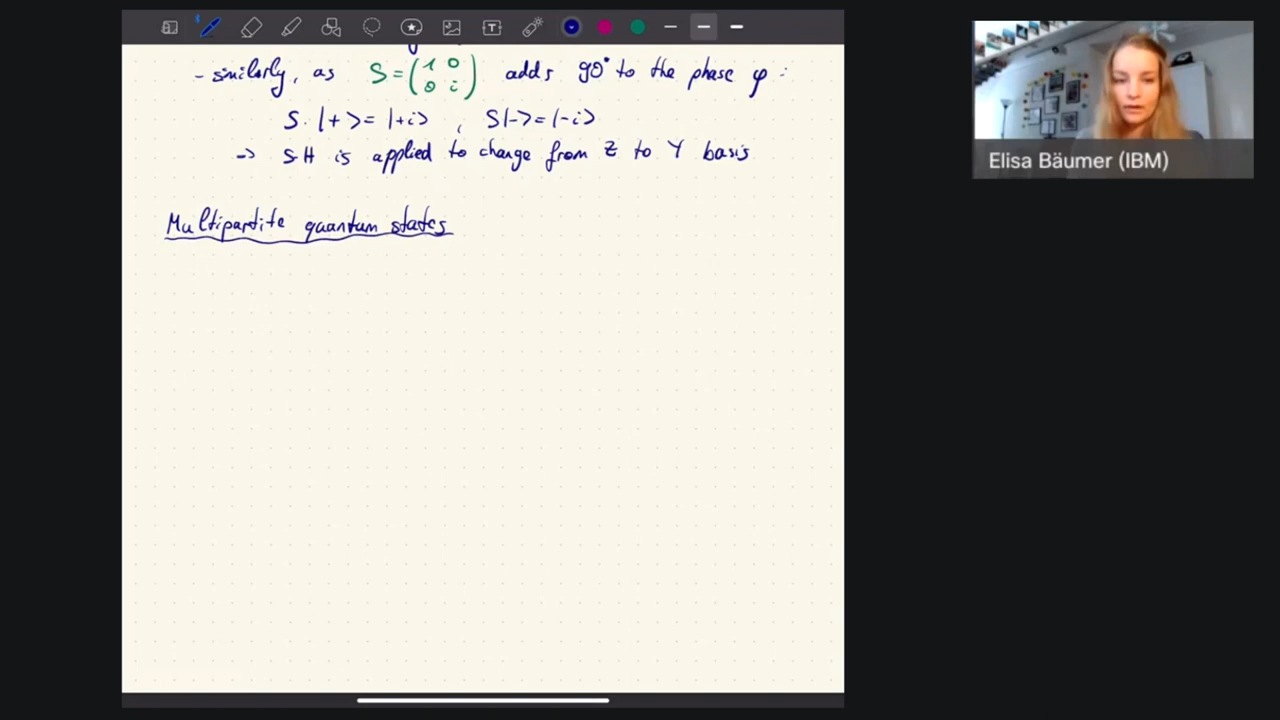 - similarly, as S = (1 0 0 i) adds 90° to the phase φ :
S · |+> = |+i> , S|-> = |-i>
-> S·H is applied to change from Z to Y basis
Multipartite quantum states
Elisa Bäumer (IBM)